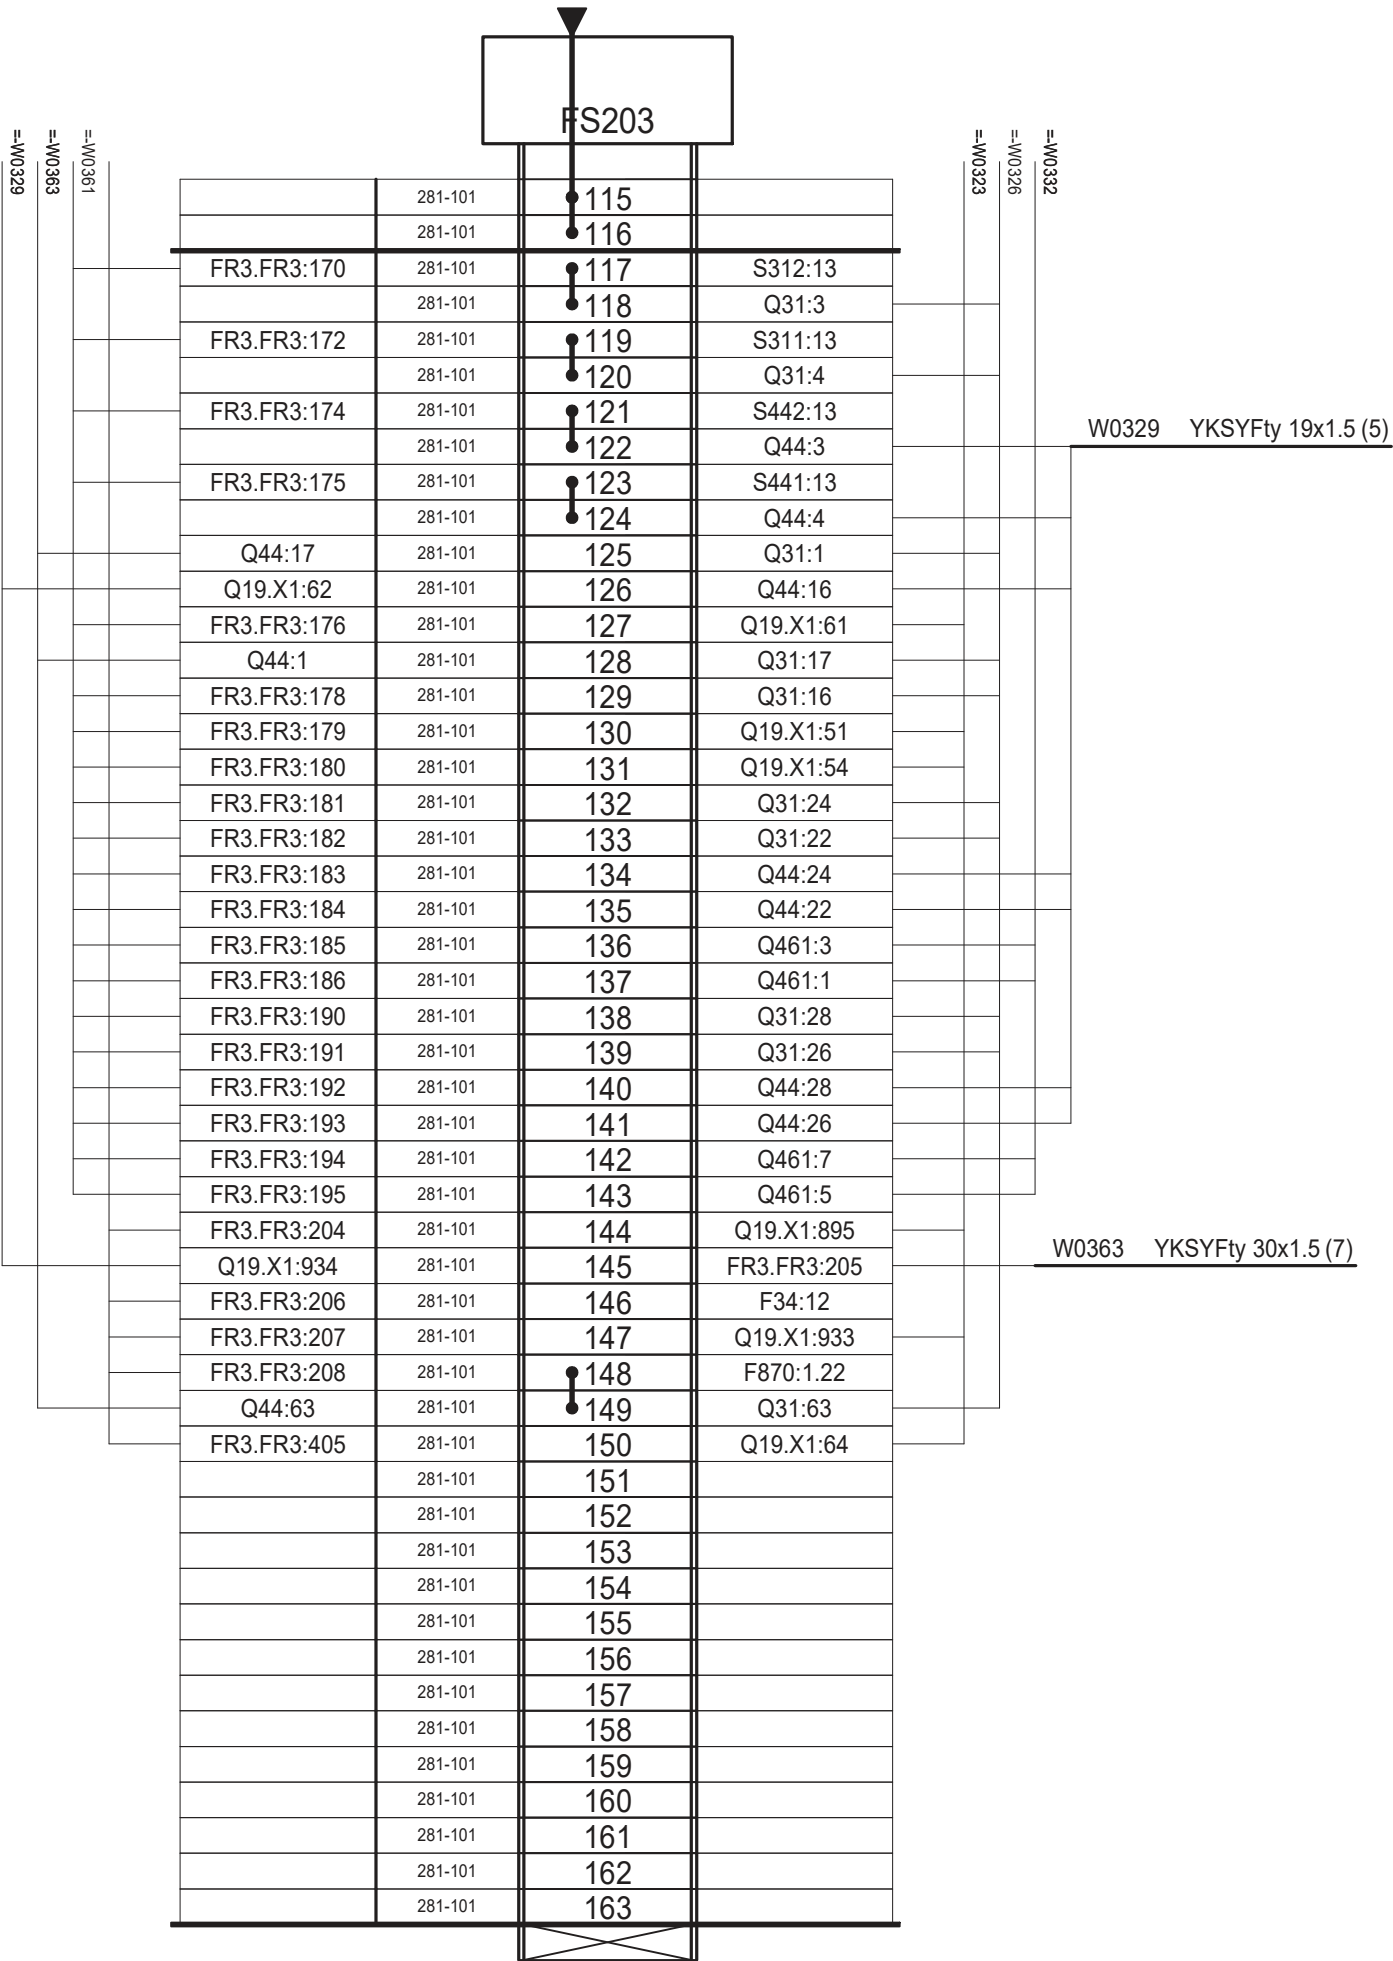 FS203
=-W0329
=-W0363
=-W0361
=-W0323
=-W0326
=-W0332
281-101 115
281-101 116
FR3.FR3:170 281-101 117 S312:13
281-101 118 Q31:3
FR3.FR3:172 281-101 119 S311:13
281-101 120 Q31:4
FR3.FR3:174 281-101 121 S442:13
W0329 YKSYFty 19x1.5 (5)
281-101 122 Q44:3
FR3.FR3:175 281-101 123 S441:13
281-101 124 Q44:4
Q44:17 281-101 125 Q31:1
Q19.X1:62 281-101 126 Q44:16
FR3.FR3:176 281-101 127 Q19.X1:61
Q44:1 281-101 128 Q31:17
FR3.FR3:178 281-101 129 Q31:16
FR3.FR3:179 281-101 130 Q19.X1:51
FR3.FR3:180 281-101 131 Q19.X1:54
FR3.FR3:181 281-101 132 Q31:24
FR3.FR3:182 281-101 133 Q31:22
FR3.FR3:183 281-101 134 Q44:24
FR3.FR3:184 281-101 135 Q44:22
FR3.FR3:185 281-101 136 Q461:3
FR3.FR3:186 281-101 137 Q461:1
FR3.FR3:190 281-101 138 Q31:28
FR3.FR3:191 281-101 139 Q31:26
FR3.FR3:192 281-101 140 Q44:28
FR3.FR3:193 281-101 141 Q44:26
FR3.FR3:194 281-101 142 Q461:7
FR3.FR3:195 281-101 143 Q461:5
FR3.FR3:204 281-101 144 Q19.X1:895
W0363 YKSYFty 30x1.5 (7)
Q19.X1:934 281-101 145 FR3.FR3:205
FR3.FR3:206 281-101 146 F34:12
FR3.FR3:207 281-101 147 Q19.X1:933
FR3.FR3:208 281-101 148 F870:1.22
Q44:63 281-101 149 Q31:63
FR3.FR3:405 281-101 150 Q19.X1:64
281-101 151
281-101 152
281-101 153
281-101 154
281-101 155
281-101 156
281-101 157
281-101 158
281-101 159
281-101 160
281-101 161
281-101 162
281-101 163